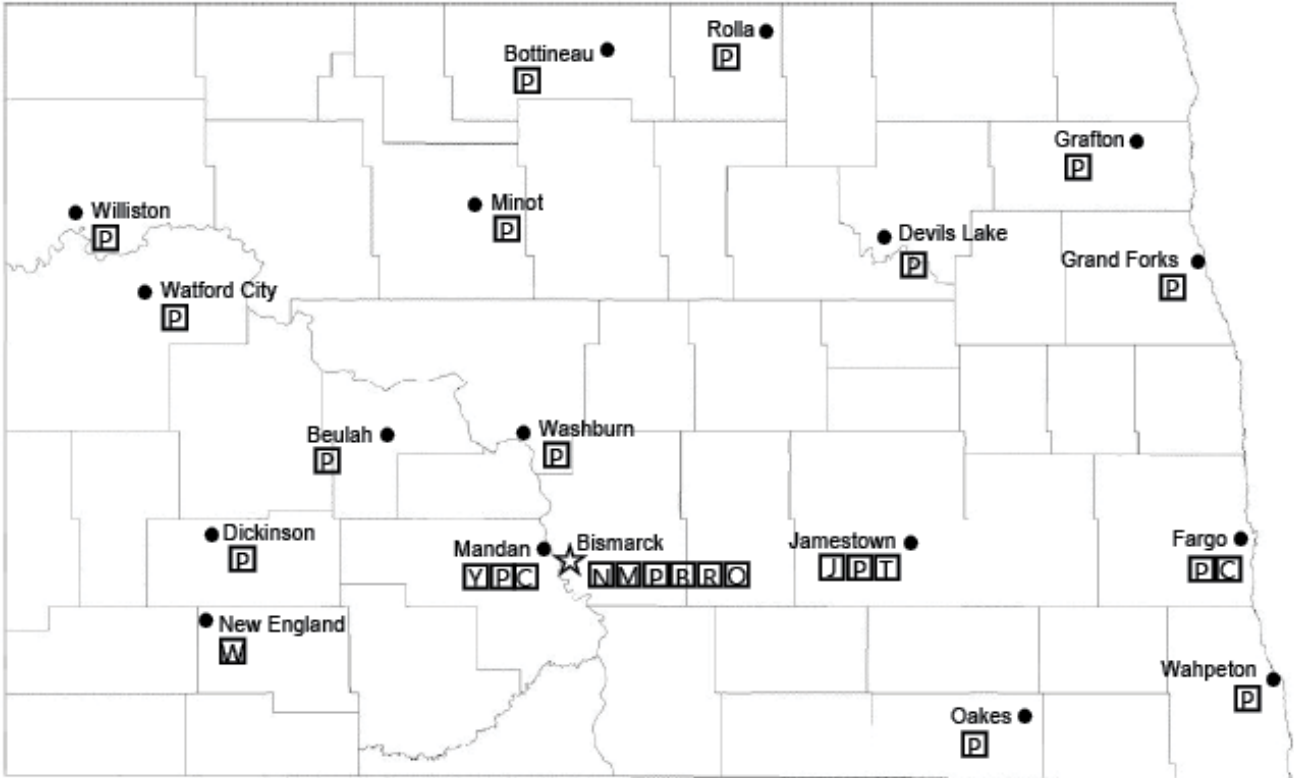 Rolla
P
Bottineau
P
Grafton
P
Minot
P
Williston
P
Devils Lake
P
Grand Forks
P
Watford City
P
Beulah
P
Washburn
P
Dickinson
P
Mandan
Y P C
Bismarck
N M P B R O
Jamestown
J P T
Fargo
P C
New England
W
Wahpeton
P
Oakes
P